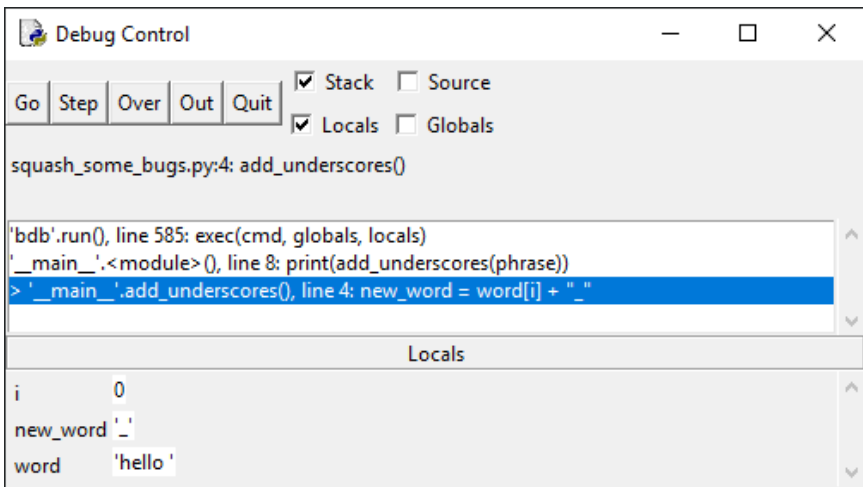 Debug Control
Go Step Over Out Quit
Stack Source
Locals Globals
squash_some_bugs.py:4: add_underscores()
'bdb'.run(), line 585: exec(cmd, globals, locals)
'__main__'.<module>(), line 8: print(add_underscores(phrase))
> '__main__'.add_underscores(), line 4: new_word = word[i] + "_"
Locals
i 0
new_word '_'
word 'hello '